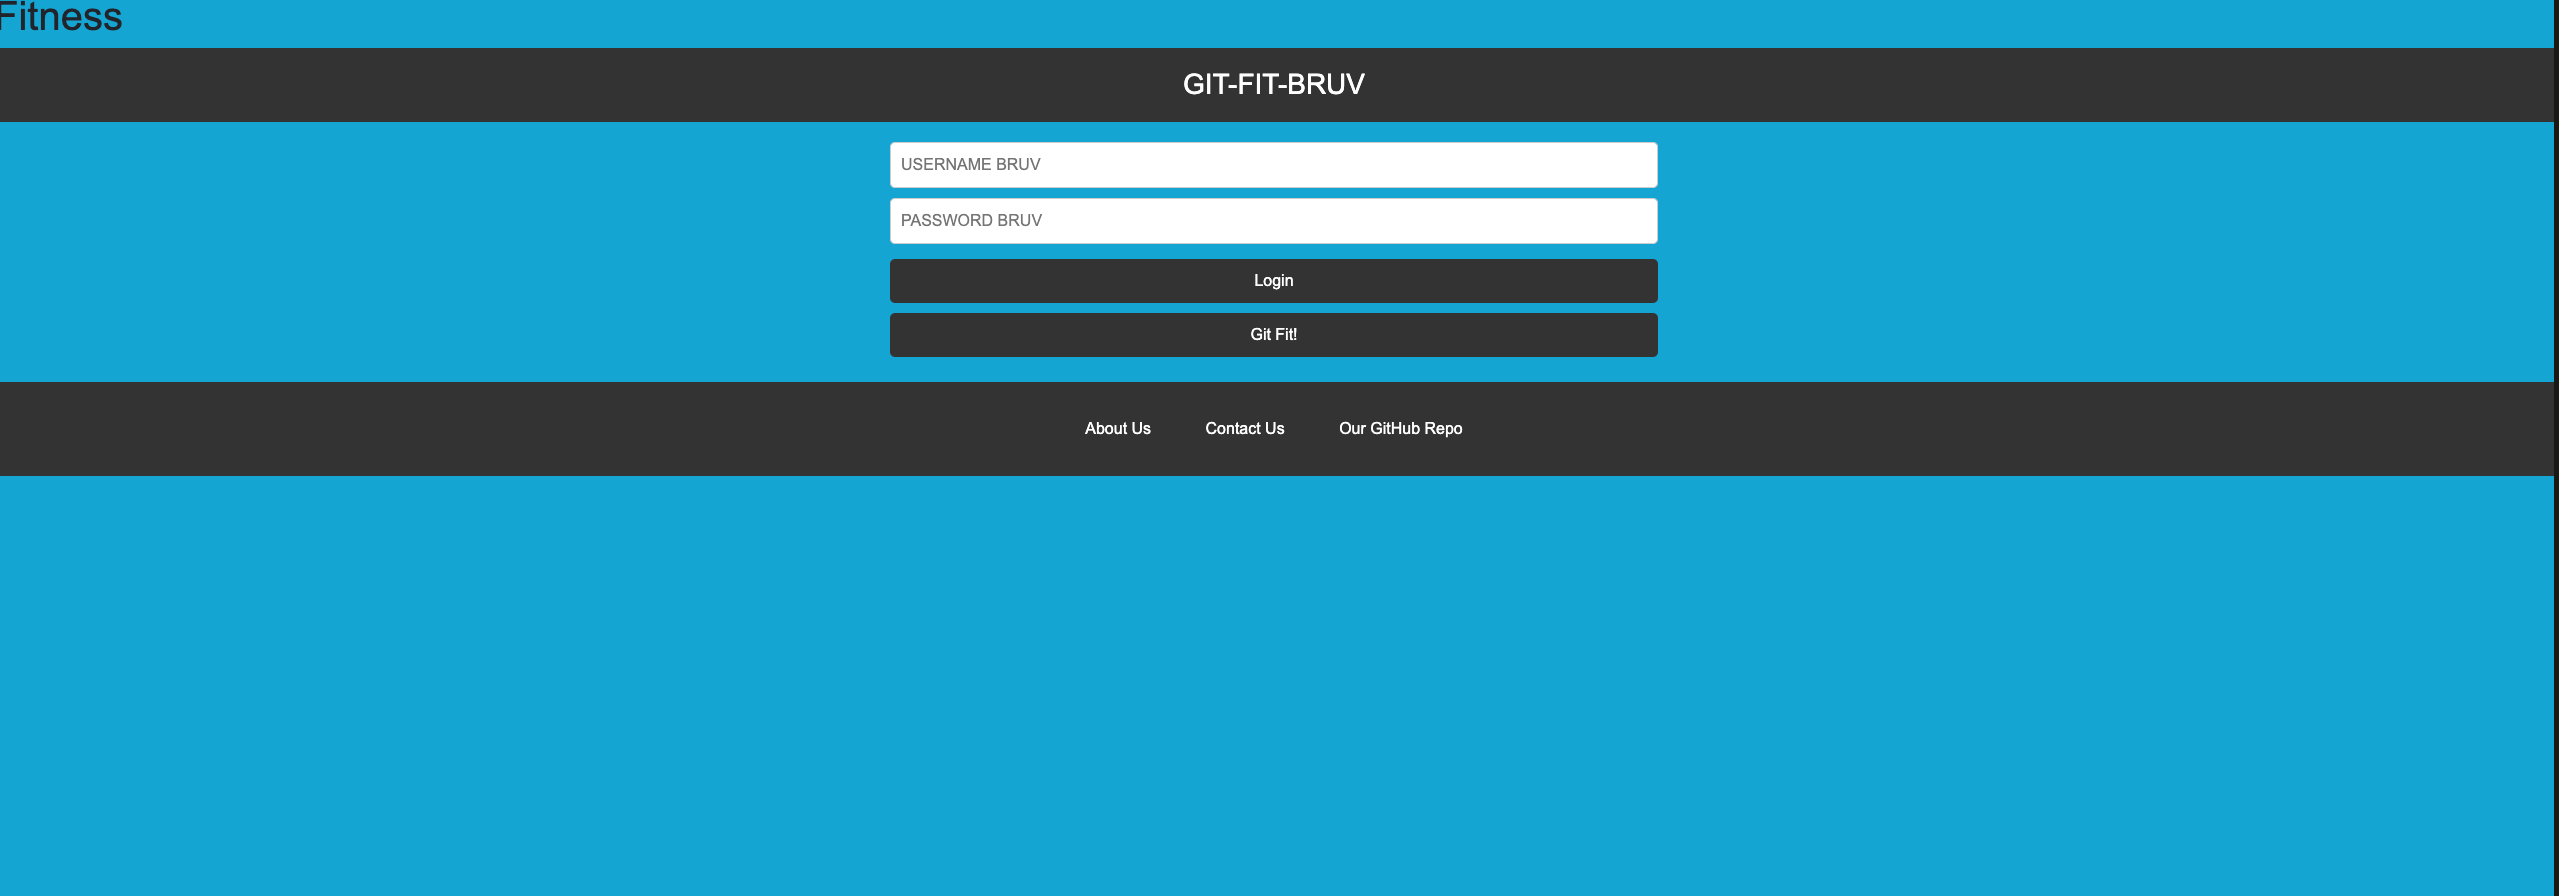 Fitness
GIT-FIT-BRUV
USERNAME BRUV
PASSWORD BRUV
Login
Git Fit!
About Us Contact Us Our GitHub Repo